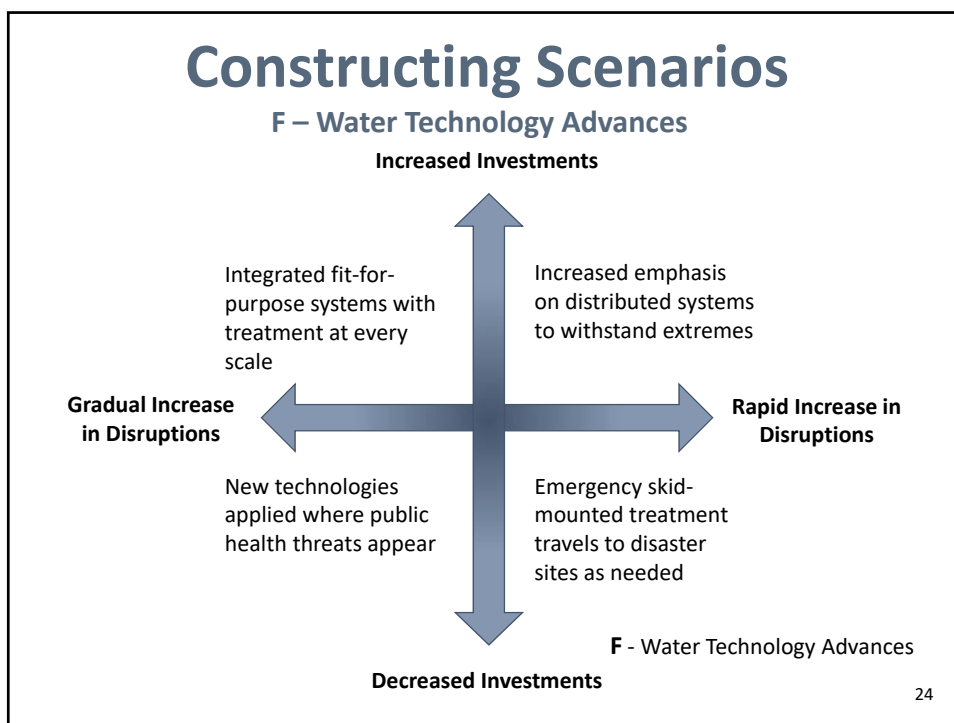 Constructing Scenarios
F – Water Technology Advances
Increased Investments
Integrated fit-for-
purpose systems with
treatment at every
scale
Increased emphasis
on distributed systems
to withstand extremes
Gradual Increase
in Disruptions
Rapid Increase in
Disruptions
New technologies
applied where public
health threats appear
Emergency skid-
mounted treatment
travels to disaster
sites as needed
F - Water Technology Advances
Decreased Investments
24